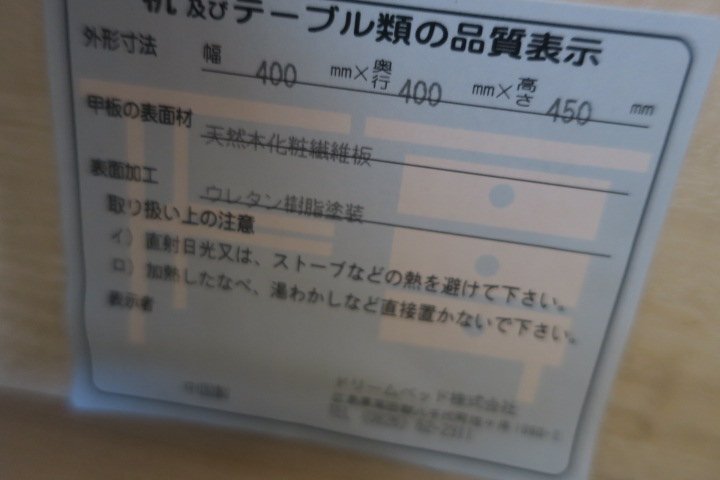 机及びテーブル類の品質表示
外形寸法 幅 400 mm×奥行 400 mm×高さ 450 mm
甲板の表面材 天然木化粧繊維板
表面加工 ウレタン樹脂塗装
取り扱い上の注意
イ）直射日光又は、ストーブなどの熱を避けて下さい。
ロ）加熱したなべ、湯わかしなど直接置かないで下さい。
表示者
中国製 ドリームベッド株式会社
TEL